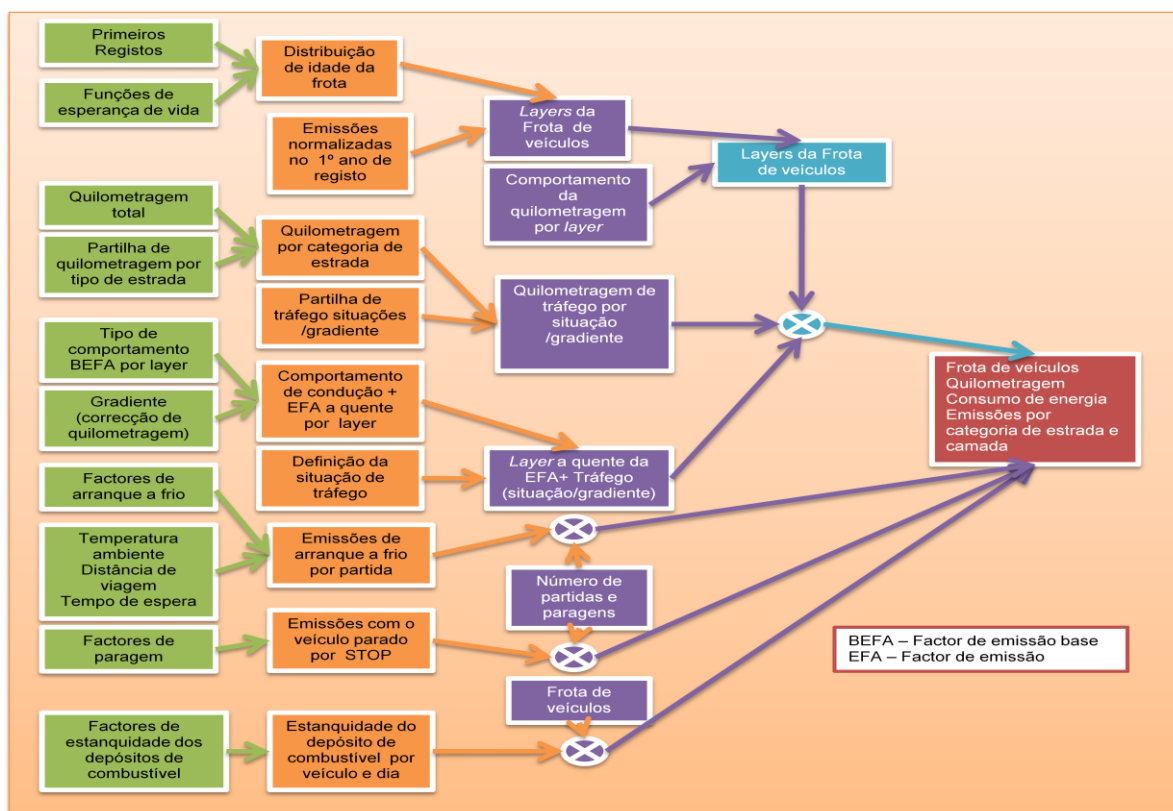 Primeiros
Registos
Funções de
esperança de vida
Distribuição
de idade da
frota
Emissões
normalizadas
no 1º ano de
registo
Layers da
Frota de
veículos
Comportamento
da
quilometragem
por layer
Layers da Frota
de veículos
Quilometragem
total
Partilha de
quilometragem por
tipo de estrada
Quilometragem
por categoria de
estrada
Partilha de
tráfego situações
/gradiente
Quilometragem de
tráfego por
situação
/gradiente
Tipo de
comportamento
BEFA por layer
Gradiente
(correcção de
quilometragem)
Comportamento
de condução +
EFA a quente
por layer
Definição da
situação de
tráfego
Layer a quente da
EFA+ Tráfego
(situação/gradiente)
Frota de veículos
Quilometragem
Consumo de energia
Emissões por
categoria de estrada e
camada
Factores de
arranque a frio
Temperatura
ambiente
Distância de
viagem
Tempo de espera
Emissões de
arranque a frio
por partida
Número de
partidas e
paragens
Factores de
paragem
Emissões com o
veículo parado
por STOP
BEFA – Factor de emissão base
EFA – Factor de emissão
Frota de
veículos
Factores de
estanquidade dos
depósitos de
combustível
Estanquidade do
depósito de
combustível por
veículo e dia